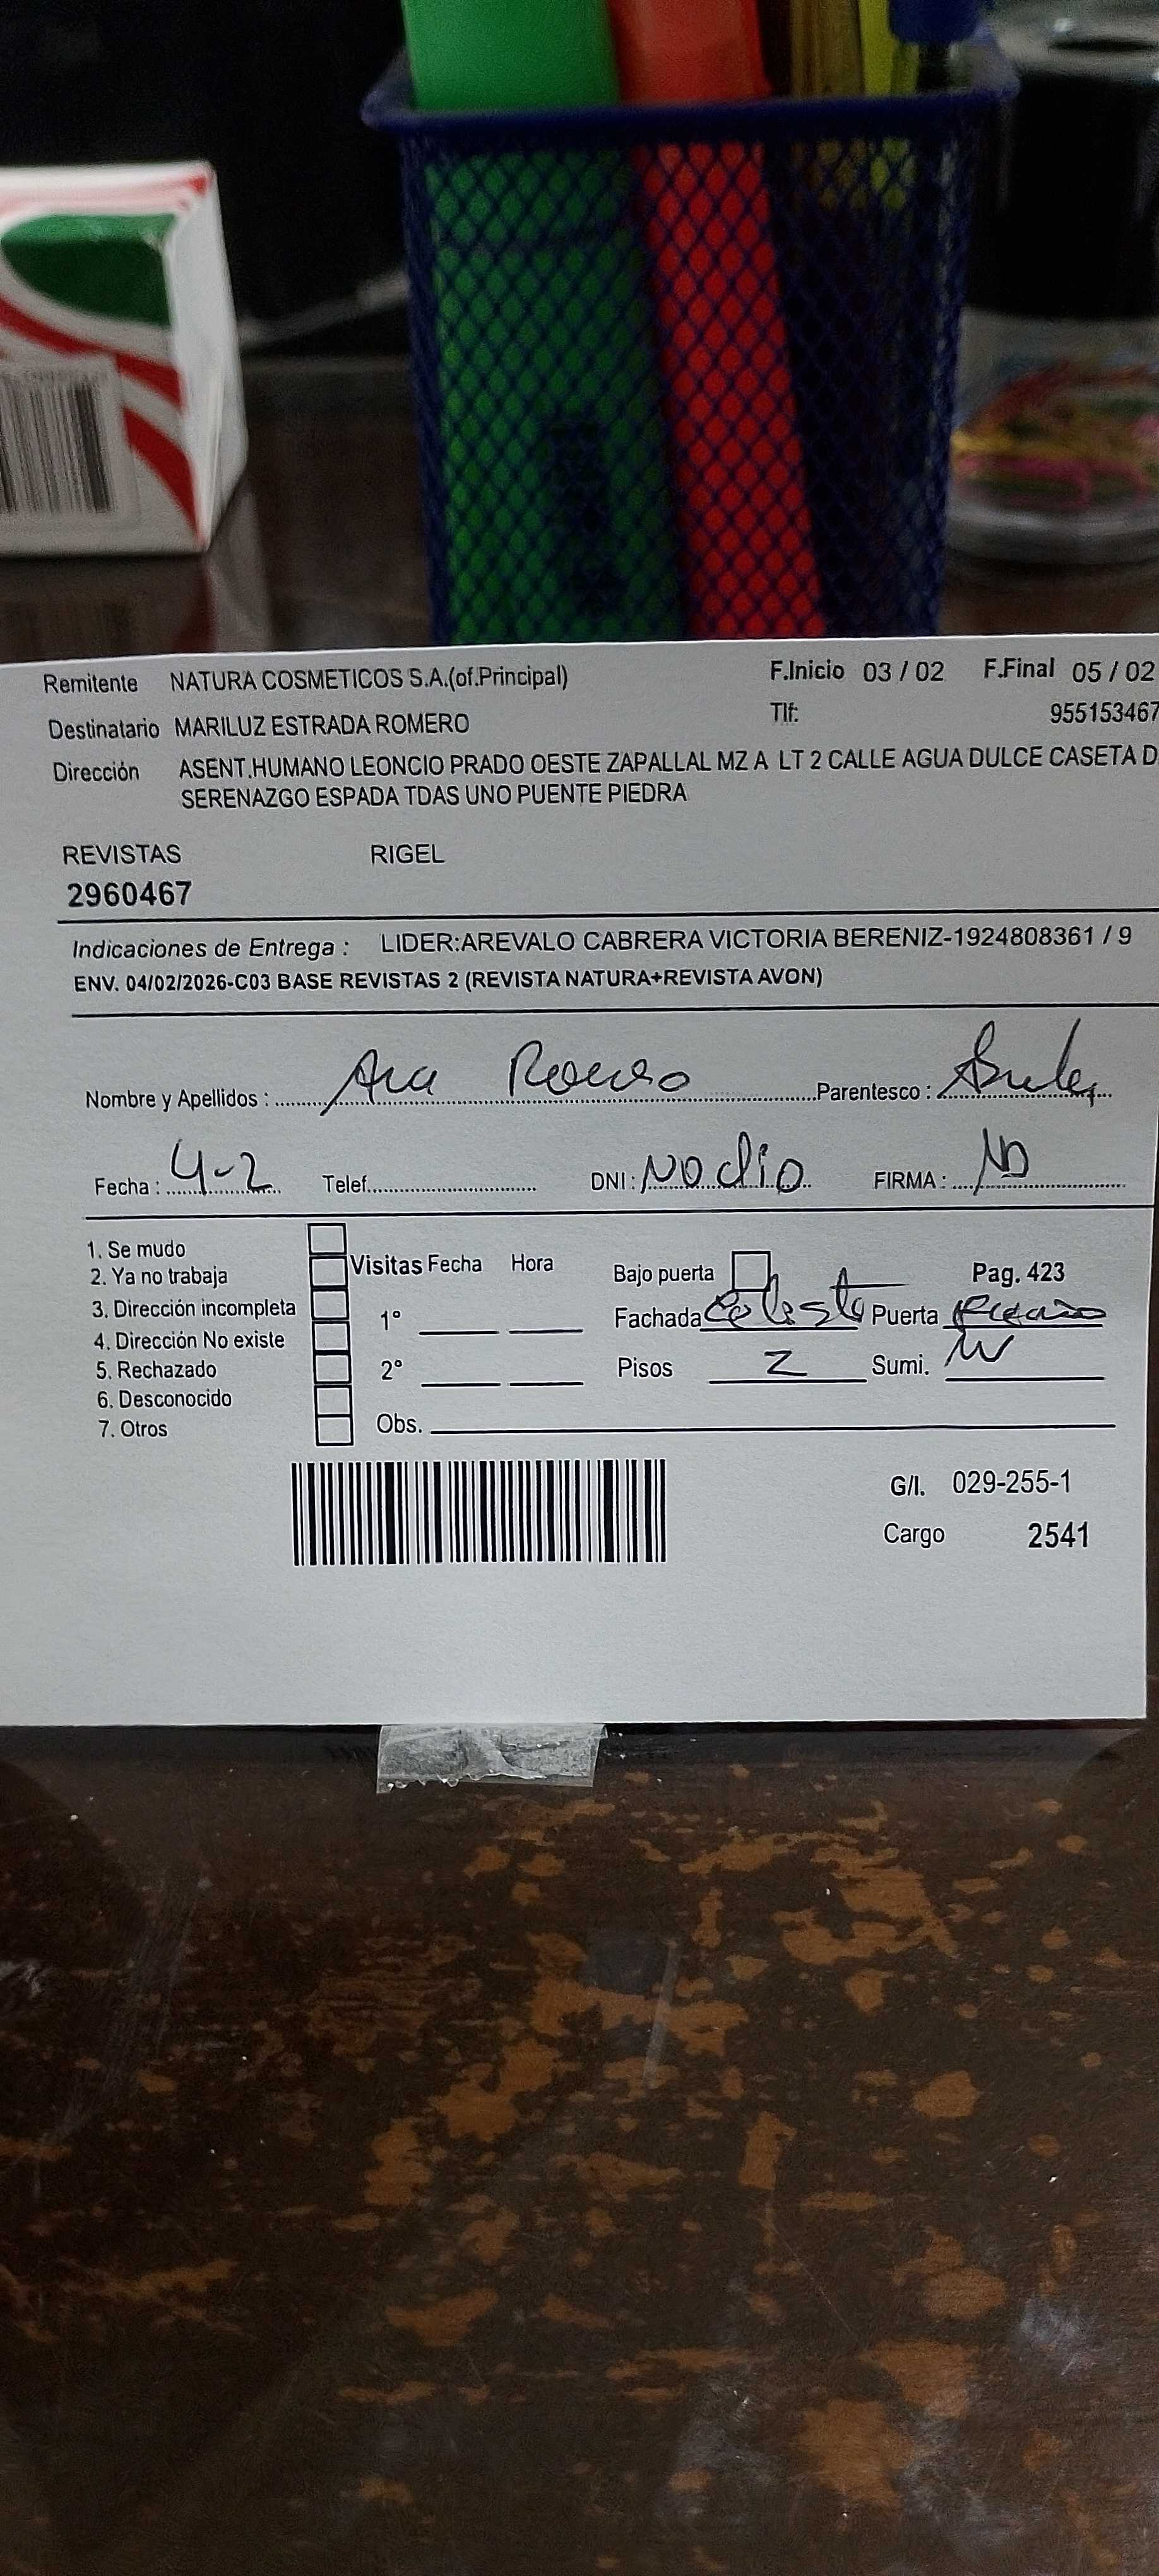 Remitente NATURA COSMETICOS S.A.(of.Principal) F.Inicio 03 / 02 F.Final 05 / 02
Destinatario MARILUZ ESTRADA ROMERO Tlf: 955153467
Dirección ASENT.HUMANO LEONCIO PRADO OESTE ZAPALLAL MZ A LT 2 CALLE AGUA DULCE CASETA D
SERENAZGO ESPADA TDAS UNO PUENTE PIEDRA
REVISTAS RIGEL
2960467
Indicaciones de Entrega : LIDER:AREVALO CABRERA VICTORIA BERENIZ-1924808361 / 9
ENV. 04/02/2026-C03 BASE REVISTAS 2 (REVISTA NATURA+REVISTA AVON)
Nombre y Apellidos : Ana Romero Parentesco :
Fecha : 4-2 Telef. DNI : NO dio FIRMA : NO
1. Se mudo
2. Ya no trabaja Visitas Fecha Hora Bajo puerta Pag. 423
3. Dirección incompleta 1° Fachada Celeste Puerta
4. Dirección No existe
5. Rechazado 2° Pisos 2 Sumi.
6. Desconocido
7. Otros Obs.
G/I. 029-255-1
Cargo 2541